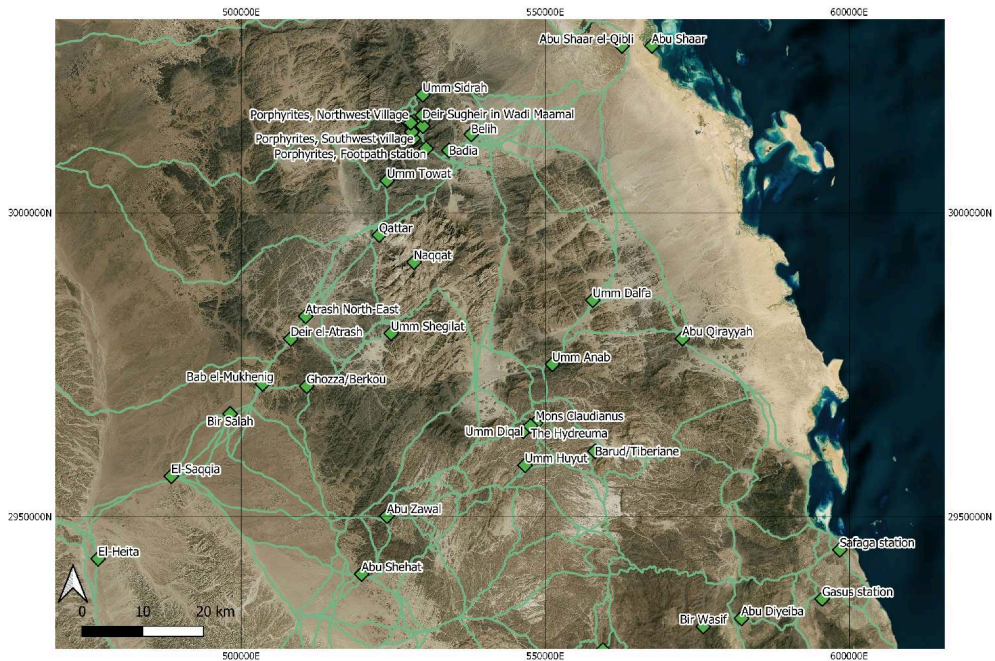 500000E
550000E
600000E
Abu Shaar el-Qibli
Abu Shaar
Umm Sidrah
Porphyrites, Northwest Village
Deir Sugheir in Wadi Maamal
Belih
Porphyrites, Southwest village
Porphyrites, Footpath station
Badia
Umm Towat
3000000N
3000000N
Qattar
Naqqat
Umm Dalfa
Atrash North-East
Deir el-Atrash
Umm Shegilat
Abu Qirayyah
Umm Anab
Bab el-Mukhenig
Ghozza/Berkou
Bir Salah
Mons Claudianus
Umm Diqal
The Hydreuma
Barud/Tiberiane
Umm Huyut
El-Saqqia
Abu Zawal
2950000N
2950000N
Safaga station
El-Heita
Abu Shehat
Gasus station
Abu Diyeiba
Bir Wasif
0 10 20 km
500000E
550000E
600000E